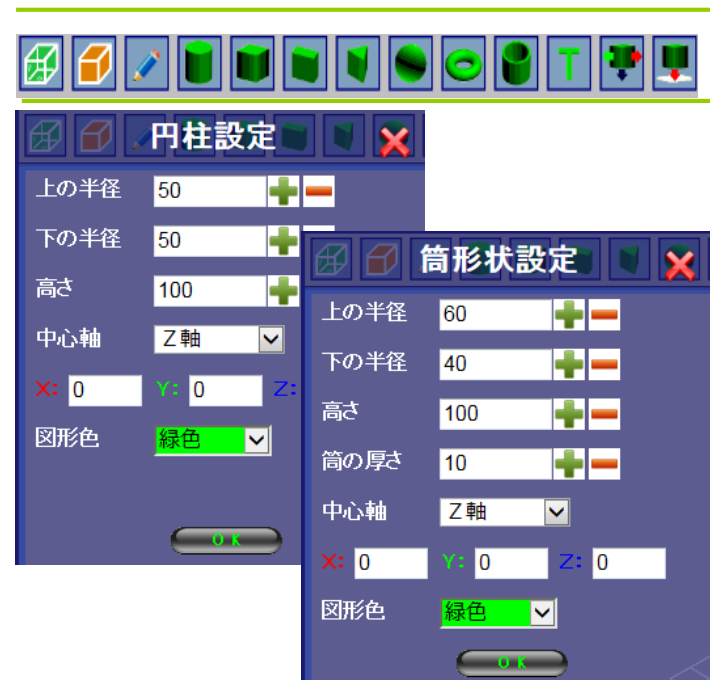 T
円柱設定
上の半径 50
下の半径 50
高さ 100
中心軸 Z軸
X: 0 Y: 0 Z:
図形色 緑色
OK
筒形状設定
上の半径 60
下の半径 40
高さ 100
筒の厚さ 10
中心軸 Z軸
X: 0 Y: 0 Z: 0
図形色 緑色
OK